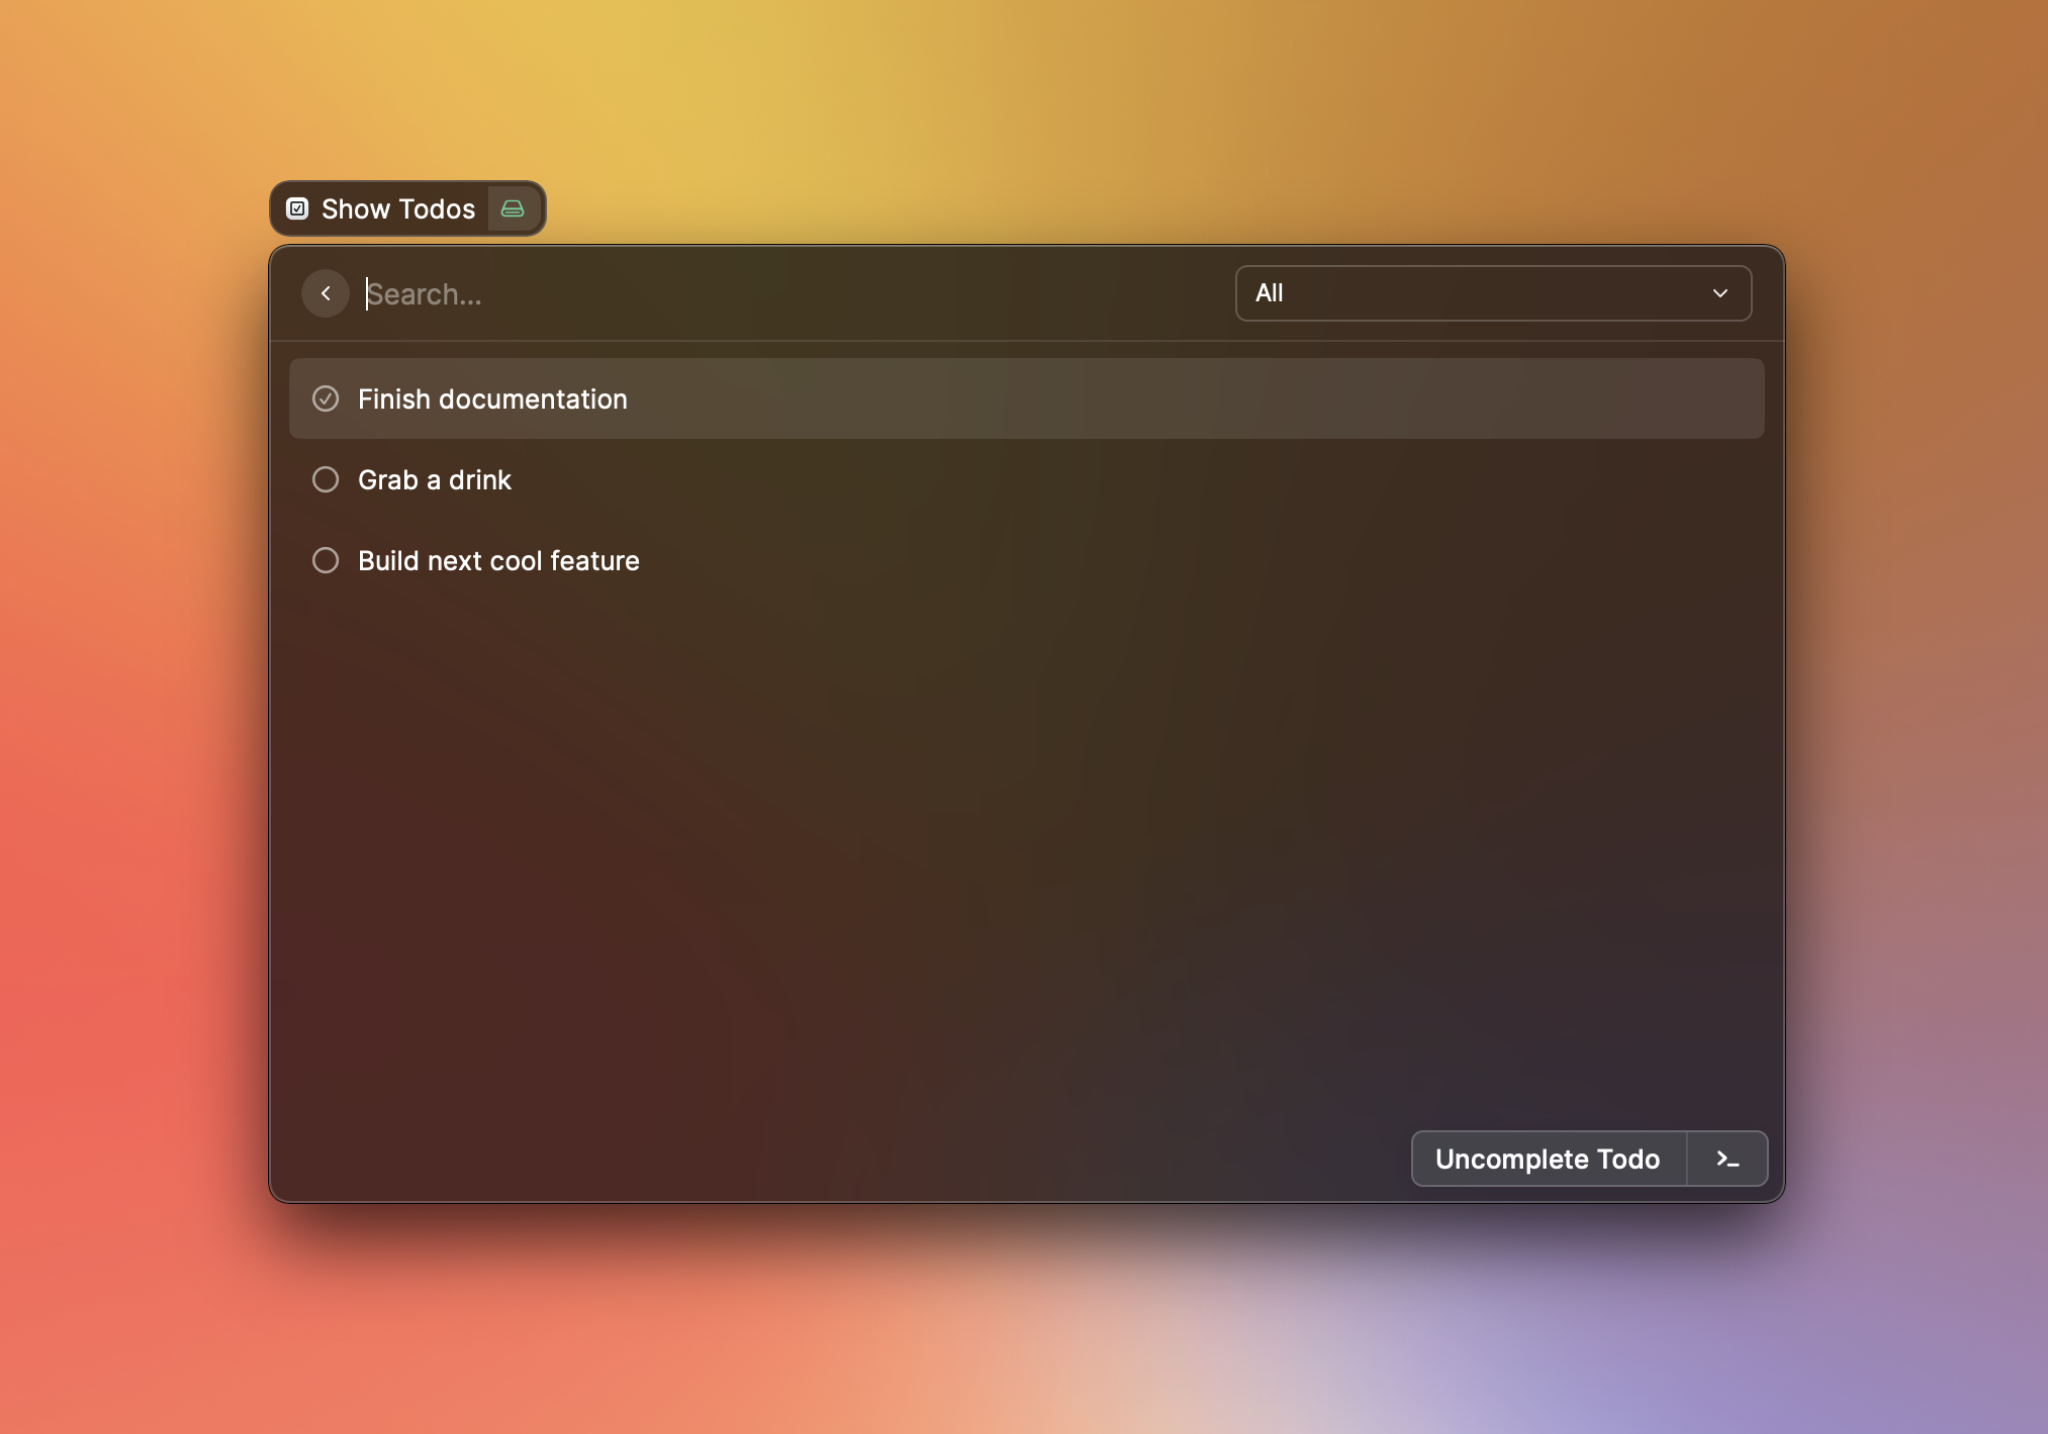 Show Todos
Search...
All
Finish documentation
Grab a drink
Build next cool feature
Uncomplete Todo